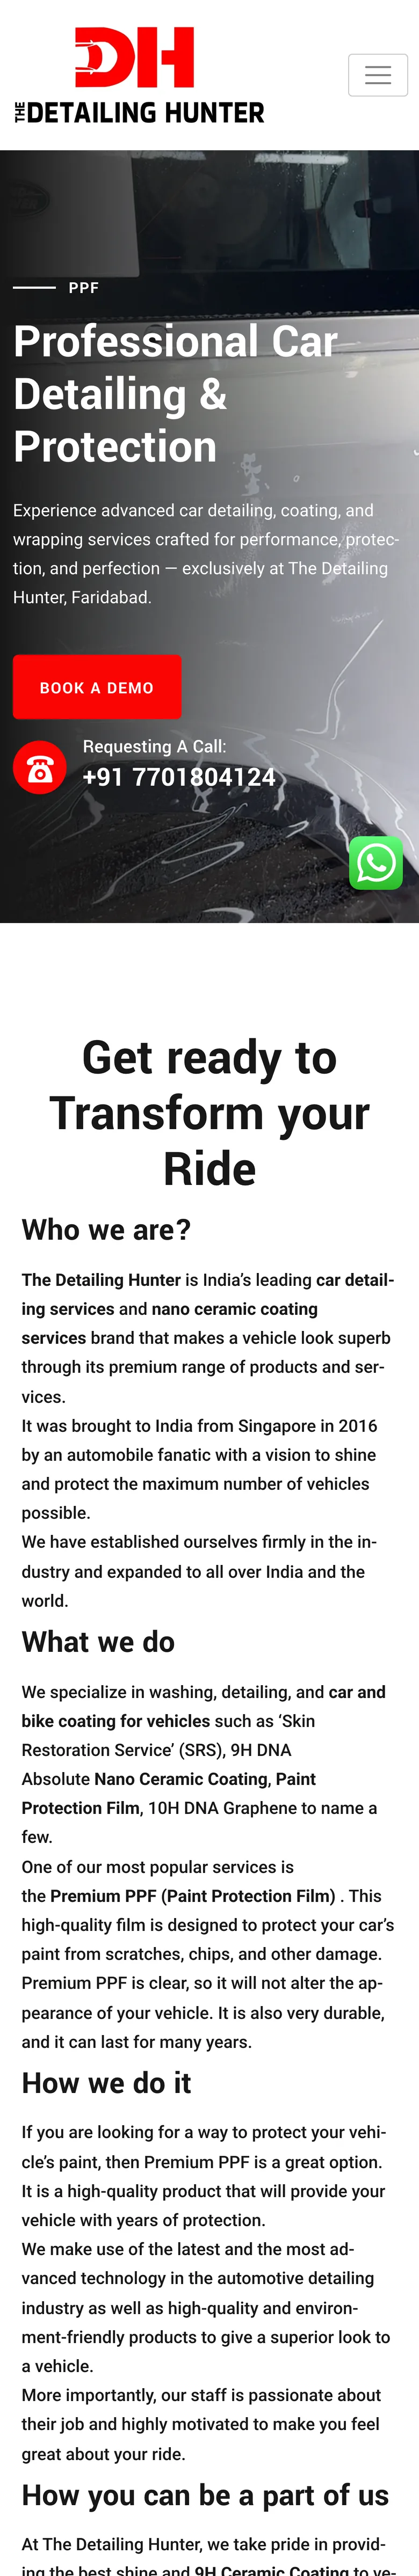 DH
THE DETAILING HUNTER
PPF
Professional Car
Detailing &
Protection
Experience advanced car detailing, coating, and
wrapping services crafted for performance, protec-
tion, and perfection — exclusively at The Detailing
Hunter, Faridabad.
BOOK A DEMO
Requesting A Call:
+91 7701804124
Get ready to
Transform your
Ride
Who we are?
The Detailing Hunter is India’s leading car detail-
ing services and nano ceramic coating
services brand that makes a vehicle look superb
through its premium range of products and ser-
vices.
It was brought to India from Singapore in 2016
by an automobile fanatic with a vision to shine
and protect the maximum number of vehicles
possible.
We have established ourselves firmly in the in-
dustry and expanded to all over India and the
world.
What we do
We specialize in washing, detailing, and car and
bike coating for vehicles such as ‘Skin
Restoration Service’ (SRS), 9H DNA
Absolute Nano Ceramic Coating, Paint
Protection Film, 10H DNA Graphene to name a
few.
One of our most popular services is
the Premium PPF (Paint Protection Film) . This
high-quality film is designed to protect your car’s
paint from scratches, chips, and other damage.
Premium PPF is clear, so it will not alter the ap-
pearance of your vehicle. It is also very durable,
and it can last for many years.
How we do it
If you are looking for a way to protect your vehi-
cle’s paint, then Premium PPF is a great option.
It is a high-quality product that will provide your
vehicle with years of protection.
We make use of the latest and the most ad-
vanced technology in the automotive detailing
industry as well as high-quality and environ-
ment-friendly products to give a superior look to
a vehicle.
More importantly, our staff is passionate about
their job and highly motivated to make you feel
great about your ride.
How you can be a part of us
At The Detailing Hunter, we take pride in provid-
ing the best shine and 9H Ceramic Coating to ve-